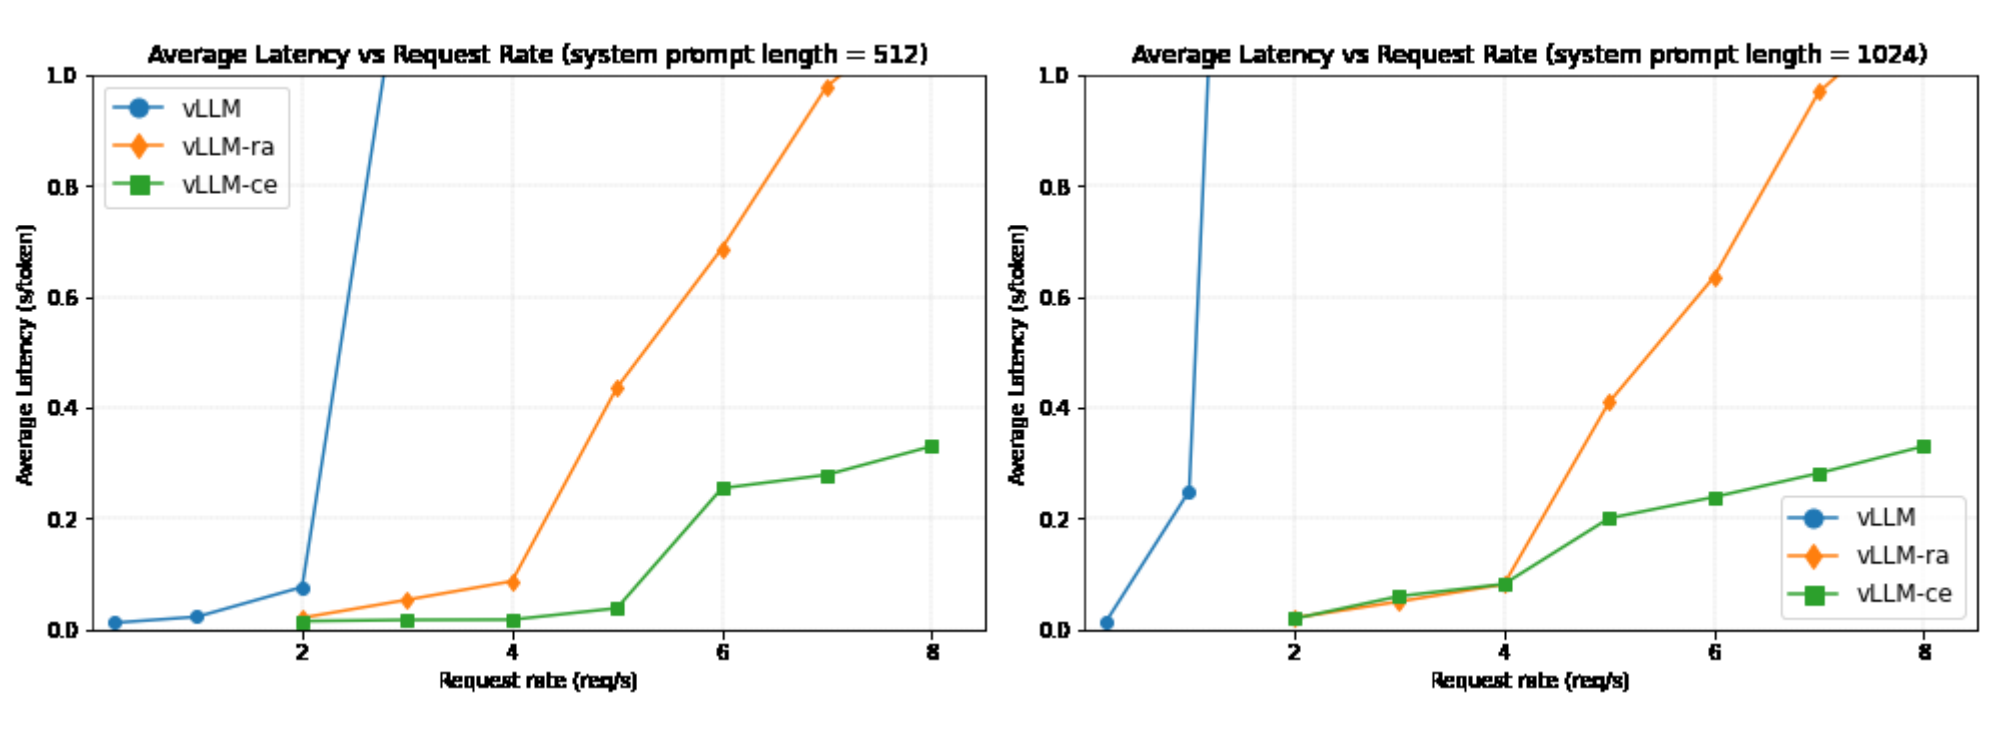 Average Latency vs Request Rate (system prompt length = 512)
1.0
0.8
0.6
0.4
0.2
0.0
Average Latency (s/token)
vLLM
vLLM-ra
vLLM-ce
2 4 6 8
Request rate (req/s)
Average Latency vs Request Rate (system prompt length = 1024)
1.0
0.8
0.6
0.4
0.2
0.0
Average Latency (s/token)
vLLM
vLLM-ra
vLLM-ce
2 4 6 8
Request rate (req/s)